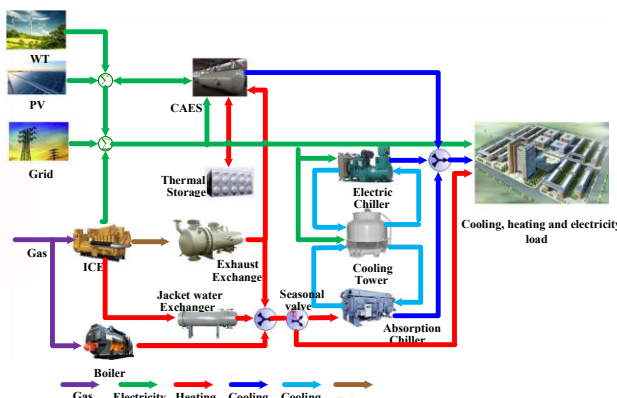 WT
PV
CAES
Grid
Thermal
Storage
Electric
Chiller
Cooling, heating and electricity
load
Gas
ICE
Exhaust
Exchange
Cooling
Tower
Jacket water
Exchanger
Seasonal
valve
Absorption
Chiller
Boiler
Gas Electricity Heating Cooling Cooling